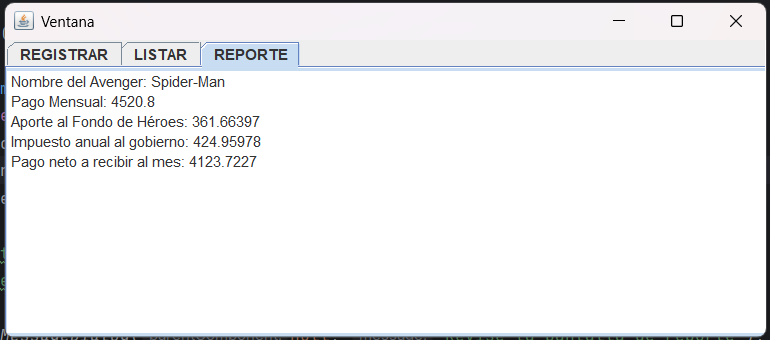 Ventana
REGISTRAR LISTAR REPORTE
Nombre del Avenger: Spider-Man
Pago Mensual: 4520.8
Aporte al Fondo de Héroes: 361.66397
Impuesto anual al gobierno: 424.95978
Pago neto a recibir al mes: 4123.7227